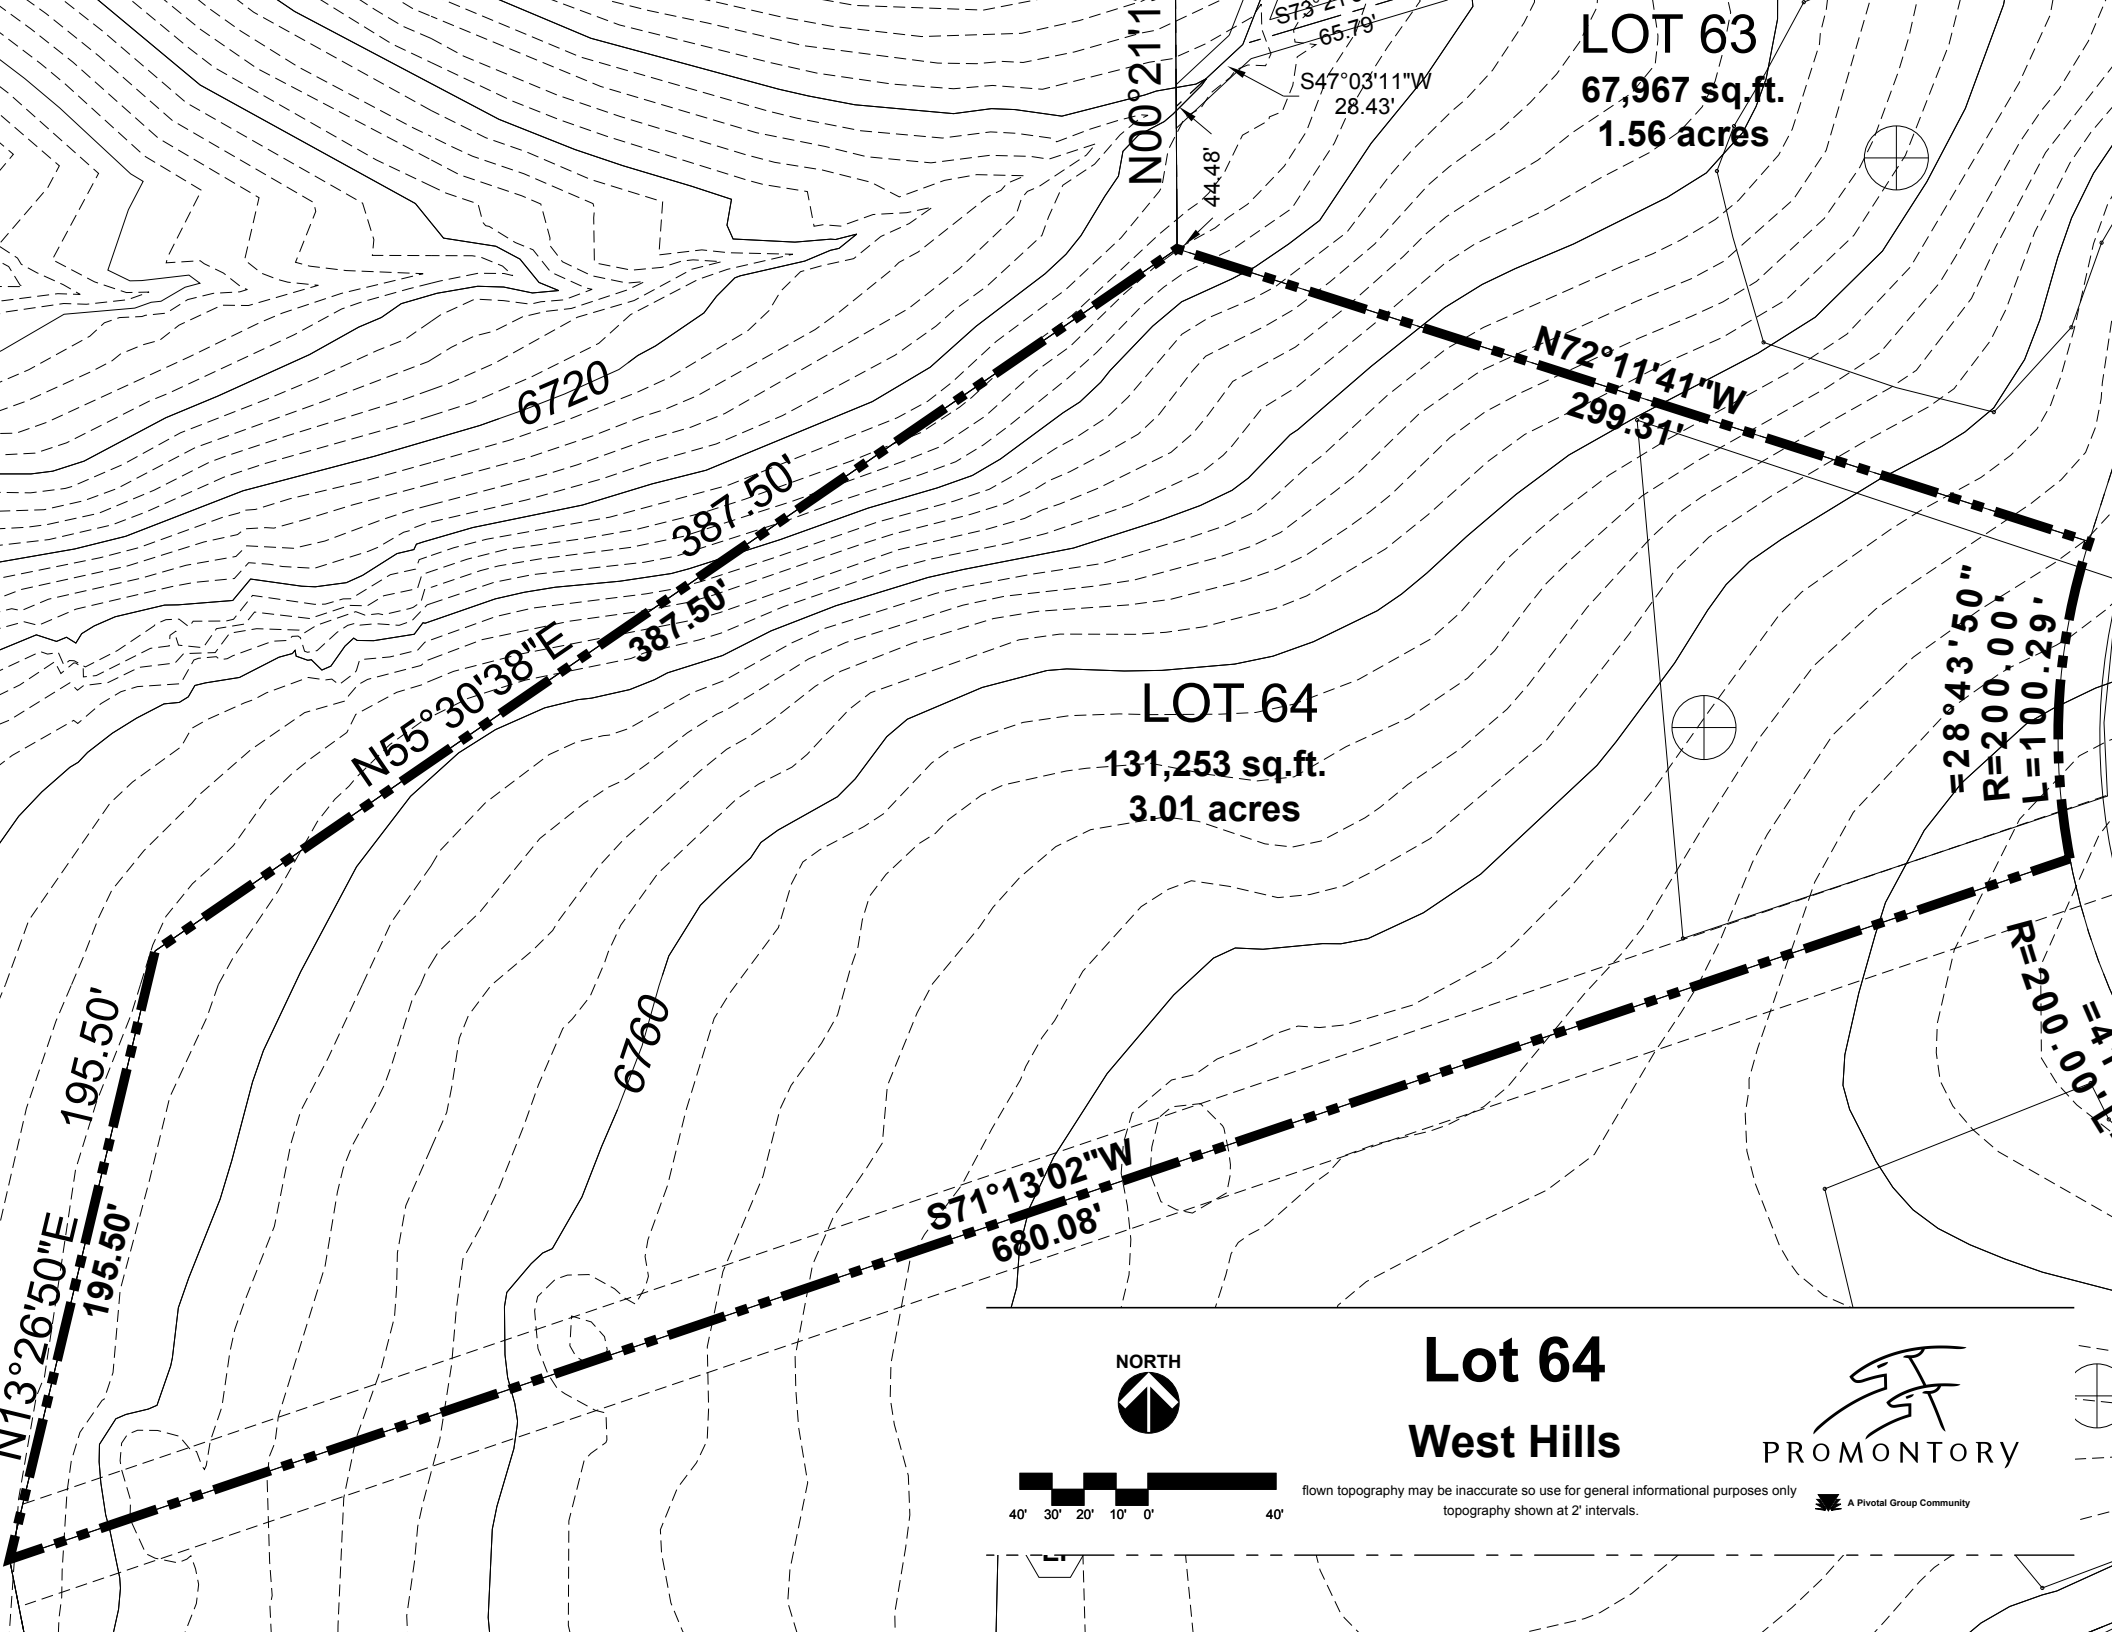 N00°21'1
65.79'
S47°03'11"W
28.43'
44.48'
LOT 63
67,967 sq.ft.
1.56 acres
6720
N72°11'41"W
299.31'
387.50'
387.50'
N55°30'38"E
=28°43'50"
R=200.00'
L=100.29'
LOT 64
131,253 sq.ft.
3.01 acres
195.50'
6760
R=200.00'
S71°13'02"W
680.08'
N13°26'50"E
195.50'
NORTH
40' 30' 20' 10' 0' 40'
Lot 64
West Hills
flown topography may be inaccurate so use for general informational purposes only
topography shown at 2' intervals.
PROMONTORY
A Pivotal Group Community